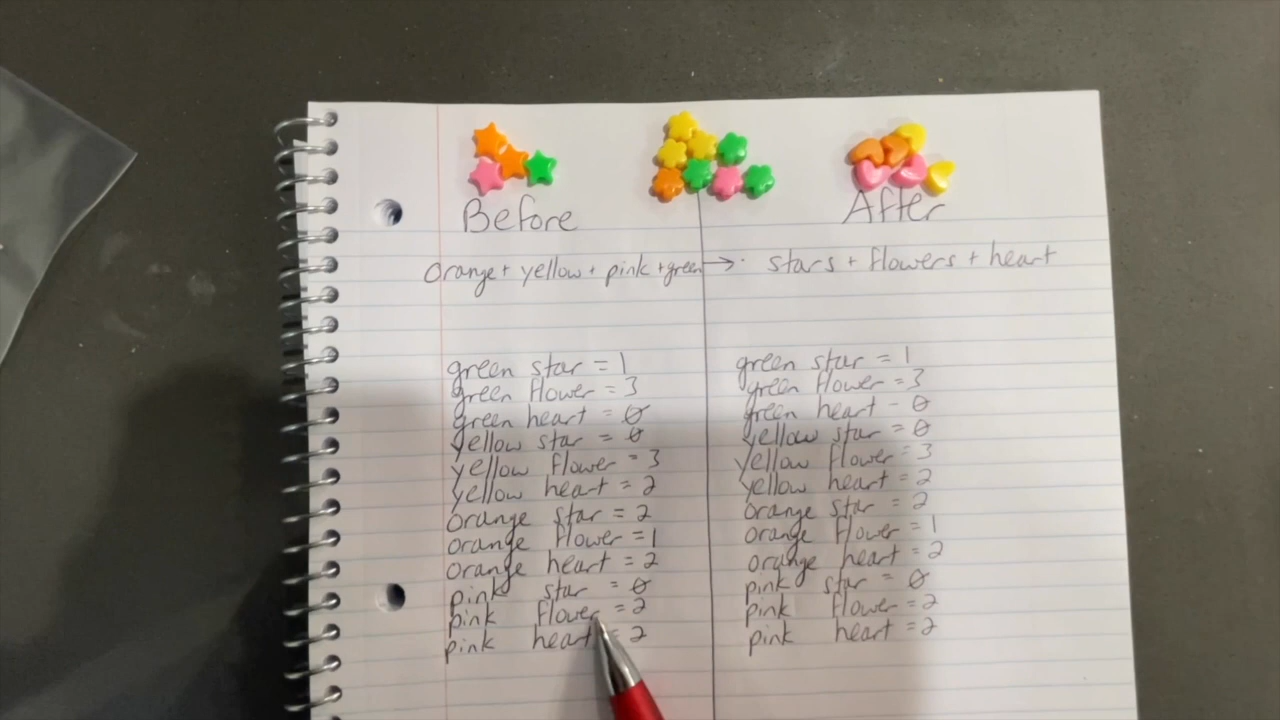 Before
After
orange + yellow + pink + green → stars + flowers + heart
green star = 1
green flower = 3
green heart = 0
yellow star = 0
yellow flower = 3
yellow heart = 2
orange star = 2
orange flower = 1
orange heart = 2
pink star = 0
pink flower = 2
pink heart = 2
green star = 1
green flower = 3
green heart - 0
yellow star = 0
yellow flower = 3
yellow heart = 2
orange star = 2
orange flower = 1
orange heart = 2
pink star = 0
pink flower = 2
pink heart = 2